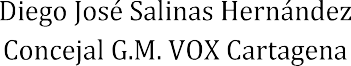 Diego José Salinas Hernández
Concejal G.M. VOX Cartagena